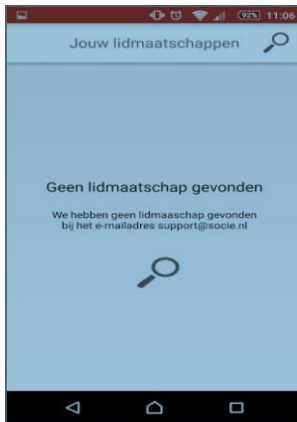 92% 11:06
Jouw lidmaatschappen
Geen lidmaatschap gevonden
We hebben geen lidmaaschap gevonden
bij het e-mailadres support@socie.nl